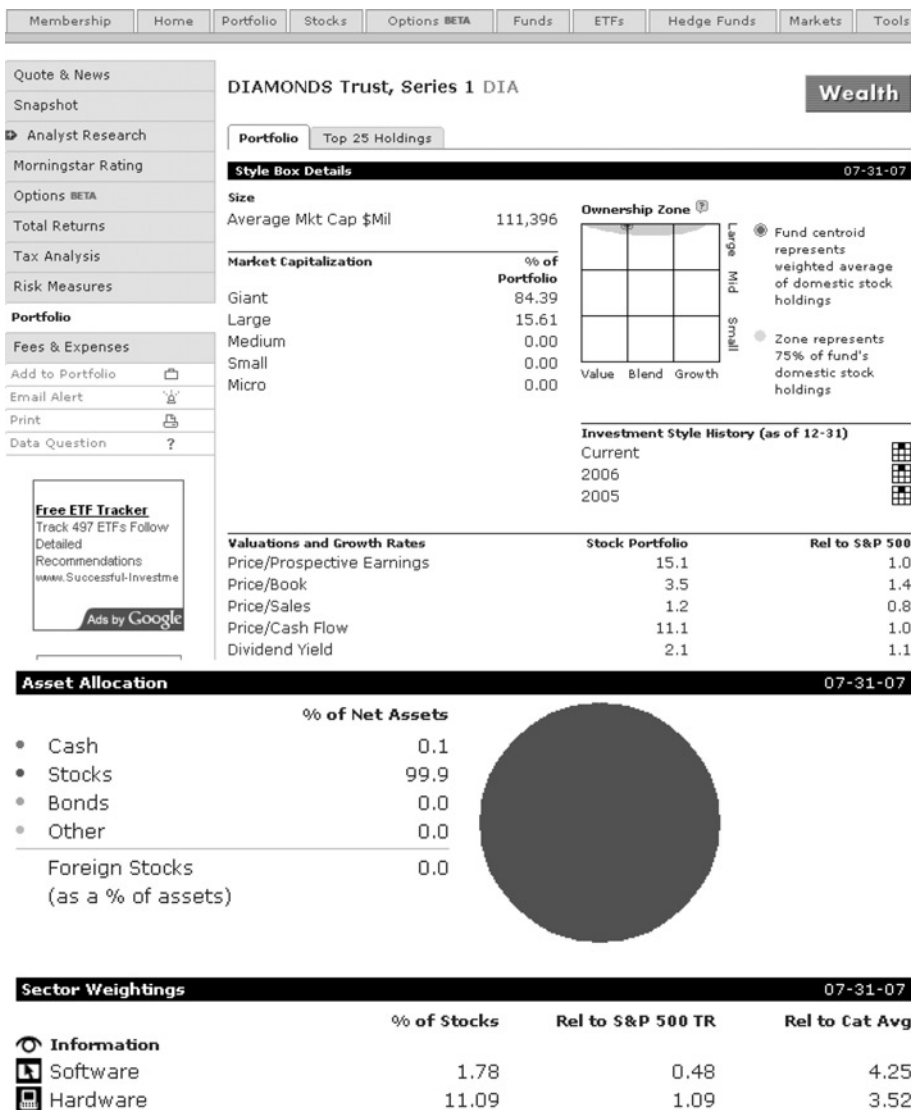 Membership Home Portfolio Stocks Options BETA Funds ETFs Hedge Funds Markets Tools
Quote & News
Snapshot
Analyst Research
Morningstar Rating
Options BETA
Total Returns
Tax Analysis
Risk Measures
Portfolio
Fees & Expenses
Add to Portfolio
Email Alert
Print
Data Question ?
Free ETF Tracker
Track 497 ETFs Follow
Detailed
Recommendations
www.Successful-Investme
Ads by Google
DIAMONDS Trust, Series 1 DIA
Wealth
Portfolio Top 25 Holdings
Style Box Details 07-31-07
Size
Average Mkt Cap $Mil 111,396
Market Capitalization % of
Portfolio
Giant 84.39
Large 15.61
Medium 0.00
Small 0.00
Micro 0.00
Ownership Zone ?
Large
Mid
Small
Value Blend Growth
Fund centroid
represents
weighted average
of domestic stock
holdings
Zone represents
75% of fund's
domestic stock
holdings
Investment Style History (as of 12-31)
Current
2006
2005
Valuations and Growth Rates Stock Portfolio Rel to S&P 500
Price/Prospective Earnings 15.1 1.0
Price/Book 3.5 1.4
Price/Sales 1.2 0.8
Price/Cash Flow 11.1 1.0
Dividend Yield 2.1 1.1
Asset Allocation 07-31-07
% of Net Assets
Cash 0.1
Stocks 99.9
Bonds 0.0
Other 0.0
Foreign Stocks 0.0
(as a % of assets)
Sector Weightings 07-31-07
% of Stocks Rel to S&P 500 TR Rel to Cat Avg
Information
Software 1.78 0.48 4.25
Hardware 11.09 1.09 3.52